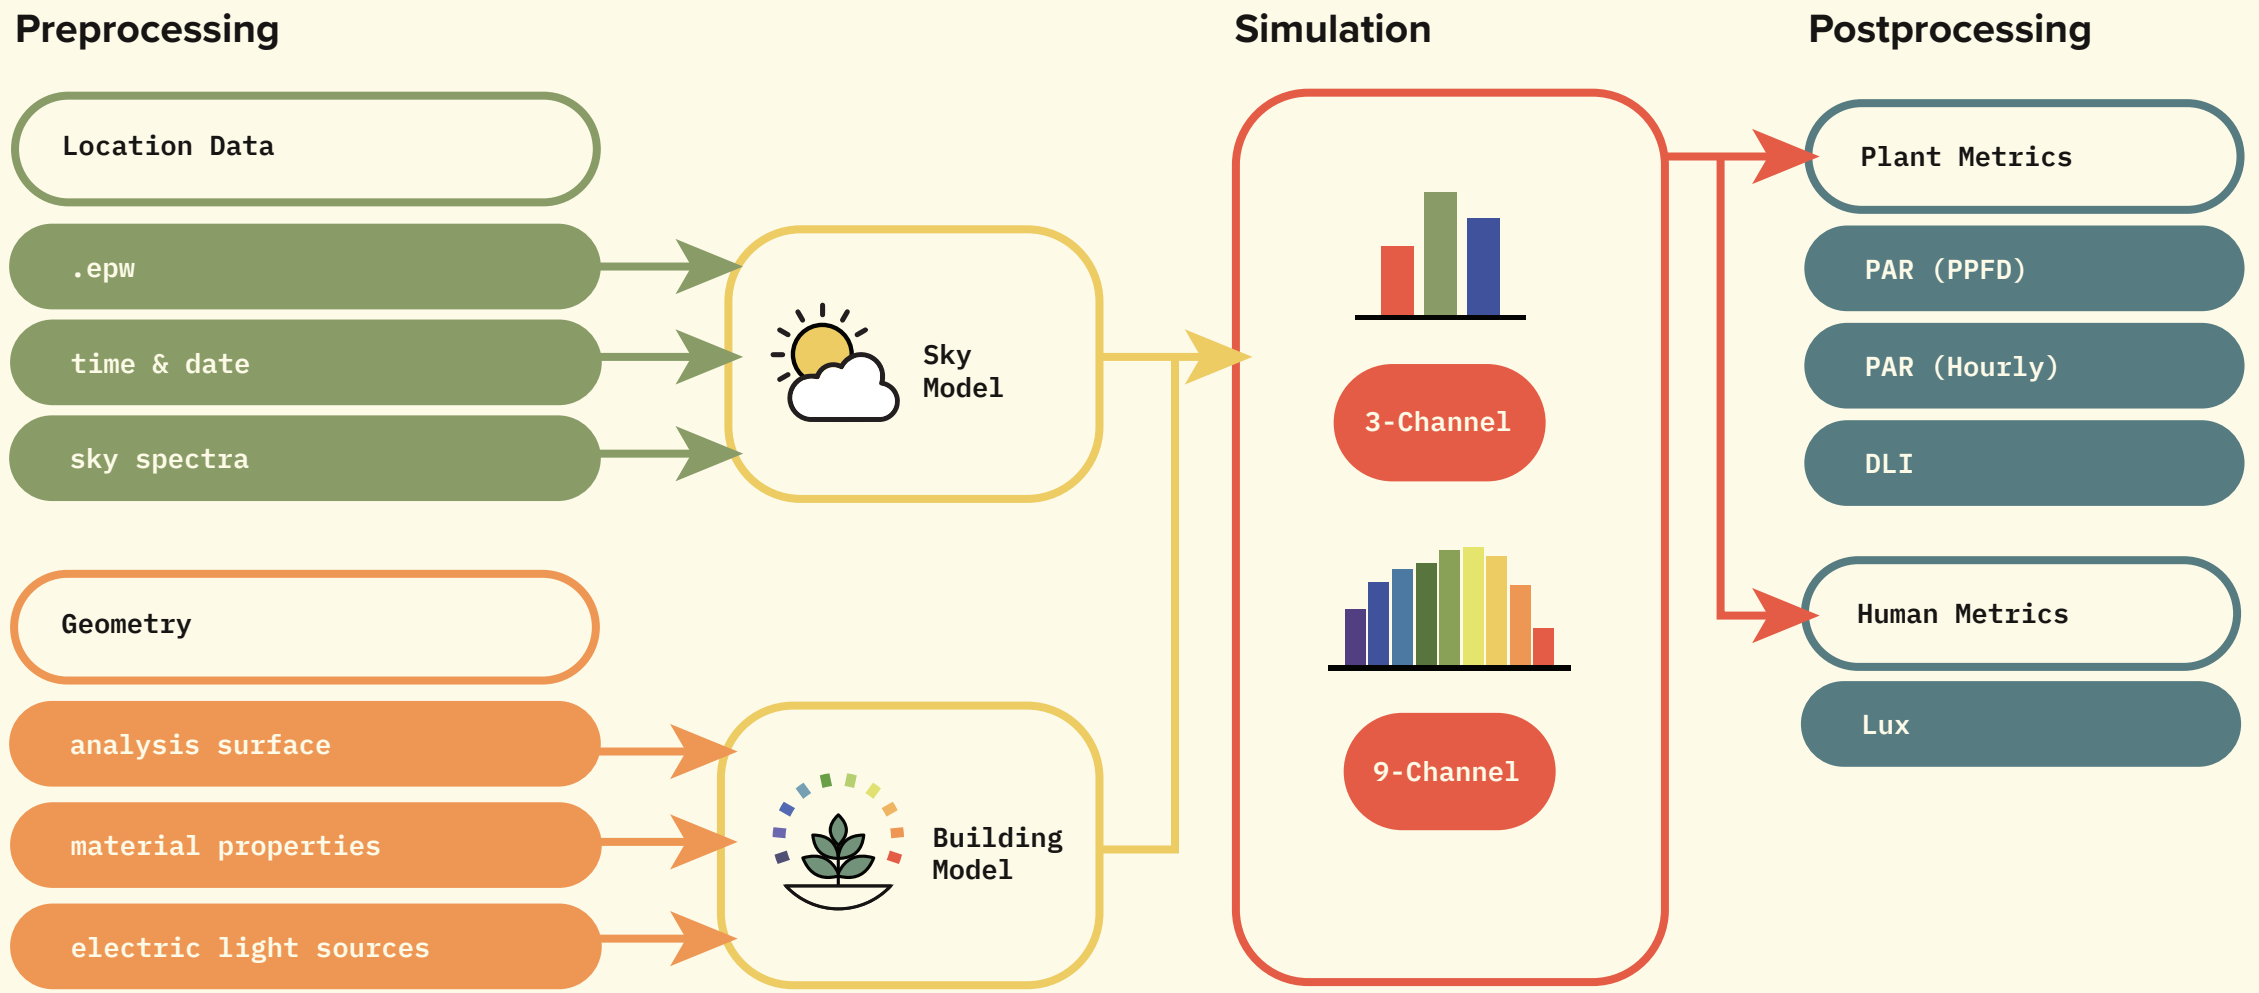 Preprocessing
Location Data
.epw
time & date
sky spectra
Geometry
analysis surface
material properties
electric light sources
Sky
Model
Building
Model
Simulation
3-Channel
9-Channel
Postprocessing
Plant Metrics
PAR (PPFD)
PAR (Hourly)
DLI
Human Metrics
Lux